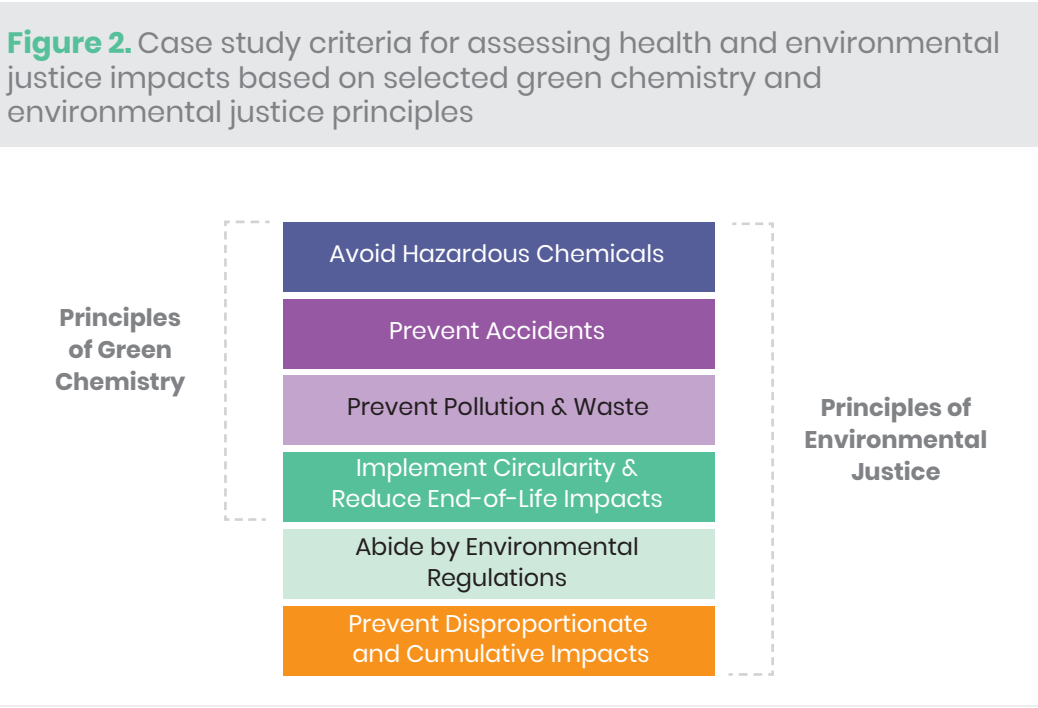 Figure 2. Case study criteria for assessing health and environmental
justice impacts based on selected green chemistry and
environmental justice principles
Principles
of Green
Chemistry
Avoid Hazardous Chemicals
Prevent Accidents
Prevent Pollution & Waste
Implement Circularity &
Reduce End-of-Life Impacts
Abide by Environmental
Regulations
Prevent Disproportionate
and Cumulative Impacts
Principles of
Environmental
Justice